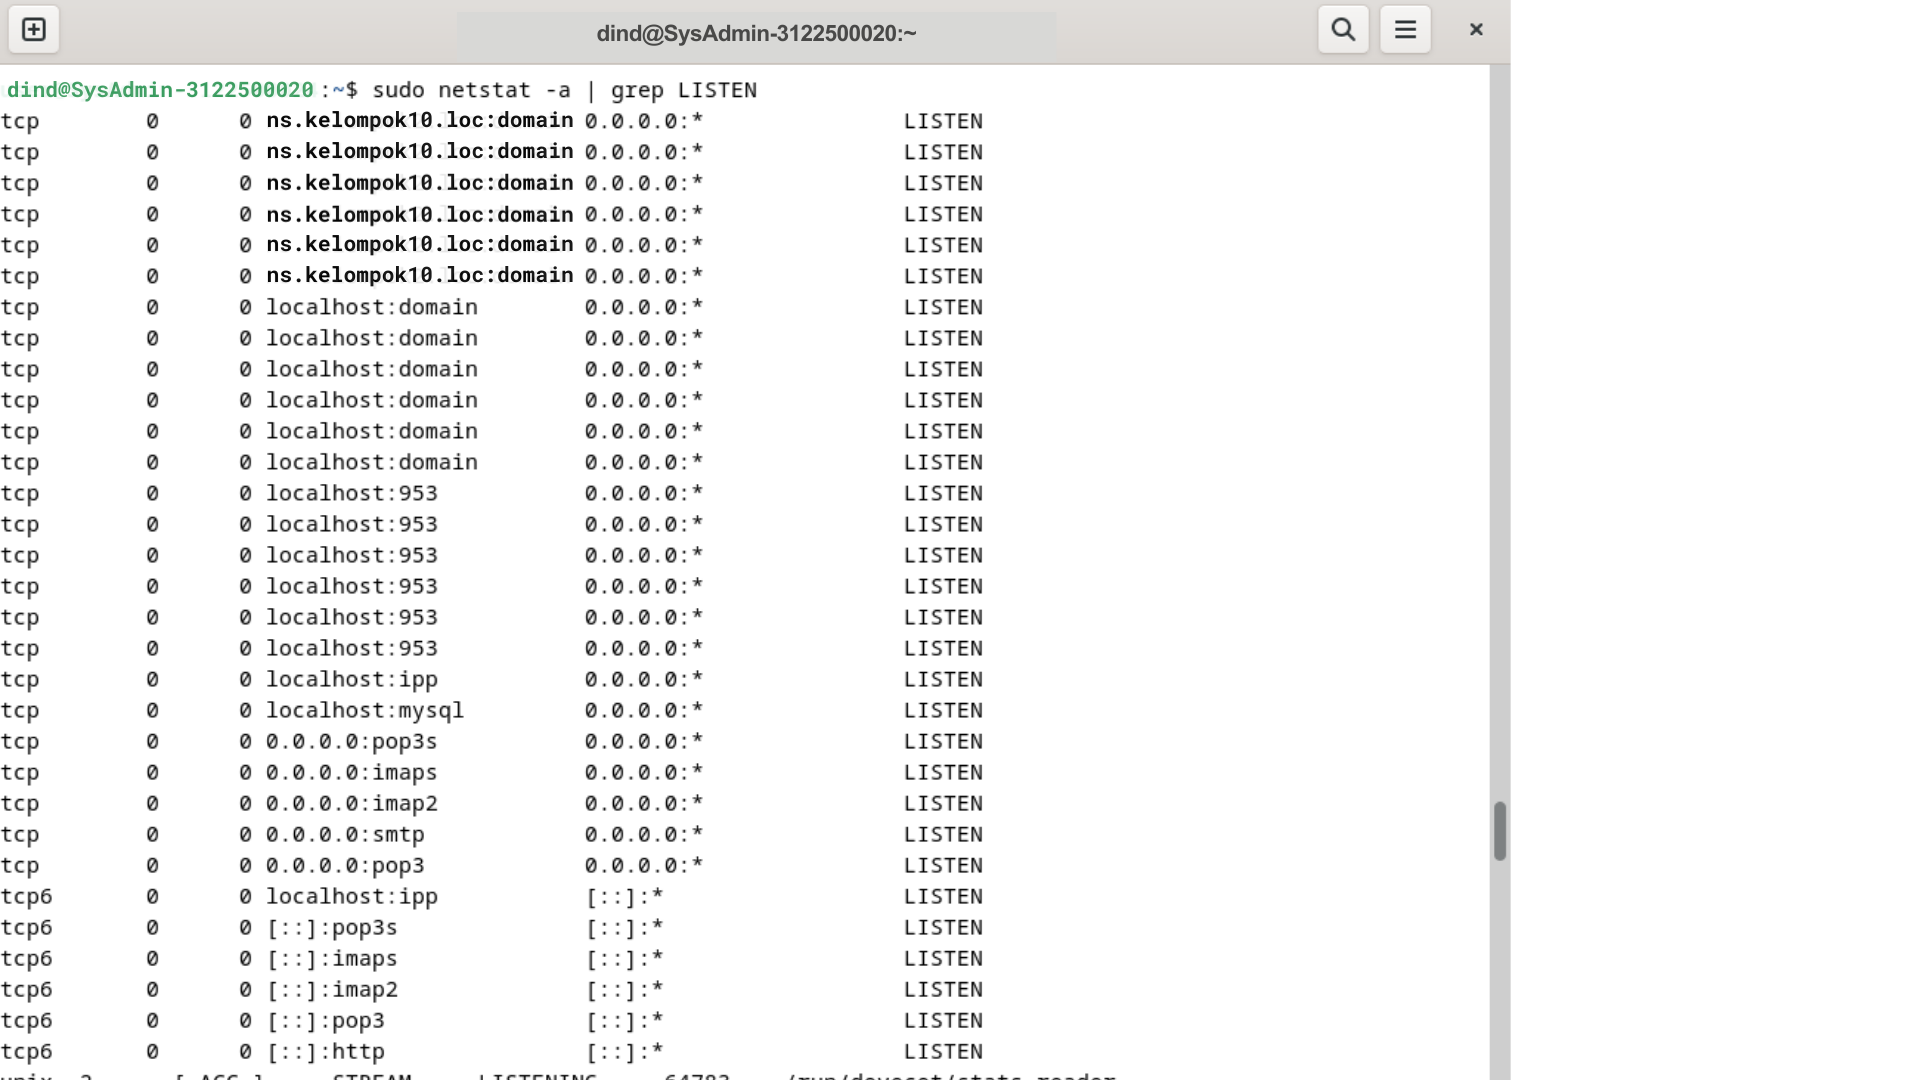 dind@SysAdmin-3122500020:~
dind@SysAdmin-3122500020:~$ sudo netstat -a | grep LISTEN
tcp 0 0 ns.kelompok10.loc:domain 0.0.0.0:* LISTEN
tcp 0 0 ns.kelompok10.loc:domain 0.0.0.0:* LISTEN
tcp 0 0 ns.kelompok10.loc:domain 0.0.0.0:* LISTEN
tcp 0 0 ns.kelompok10.loc:domain 0.0.0.0:* LISTEN
tcp 0 0 ns.kelompok10.loc:domain 0.0.0.0:* LISTEN
tcp 0 0 ns.kelompok10.loc:domain 0.0.0.0:* LISTEN
tcp 0 0 localhost:domain 0.0.0.0:* LISTEN
tcp 0 0 localhost:domain 0.0.0.0:* LISTEN
tcp 0 0 localhost:domain 0.0.0.0:* LISTEN
tcp 0 0 localhost:domain 0.0.0.0:* LISTEN
tcp 0 0 localhost:domain 0.0.0.0:* LISTEN
tcp 0 0 localhost:domain 0.0.0.0:* LISTEN
tcp 0 0 localhost:953 0.0.0.0:* LISTEN
tcp 0 0 localhost:953 0.0.0.0:* LISTEN
tcp 0 0 localhost:953 0.0.0.0:* LISTEN
tcp 0 0 localhost:953 0.0.0.0:* LISTEN
tcp 0 0 localhost:953 0.0.0.0:* LISTEN
tcp 0 0 localhost:953 0.0.0.0:* LISTEN
tcp 0 0 localhost:ipp 0.0.0.0:* LISTEN
tcp 0 0 localhost:mysql 0.0.0.0:* LISTEN
tcp 0 0 0.0.0.0:pop3s 0.0.0.0:* LISTEN
tcp 0 0 0.0.0.0:imaps 0.0.0.0:* LISTEN
tcp 0 0 0.0.0.0:imap2 0.0.0.0:* LISTEN
tcp 0 0 0.0.0.0:smtp 0.0.0.0:* LISTEN
tcp 0 0 0.0.0.0:pop3 0.0.0.0:* LISTEN
tcp6 0 0 localhost:ipp [::]:* LISTEN
tcp6 0 0 [::]:pop3s [::]:* LISTEN
tcp6 0 0 [::]:imaps [::]:* LISTEN
tcp6 0 0 [::]:imap2 [::]:* LISTEN
tcp6 0 0 [::]:pop3 [::]:* LISTEN
tcp6 0 0 [::]:http [::]:* LISTEN
unix 2 [ ACC ] STREAM LISTENING 64783